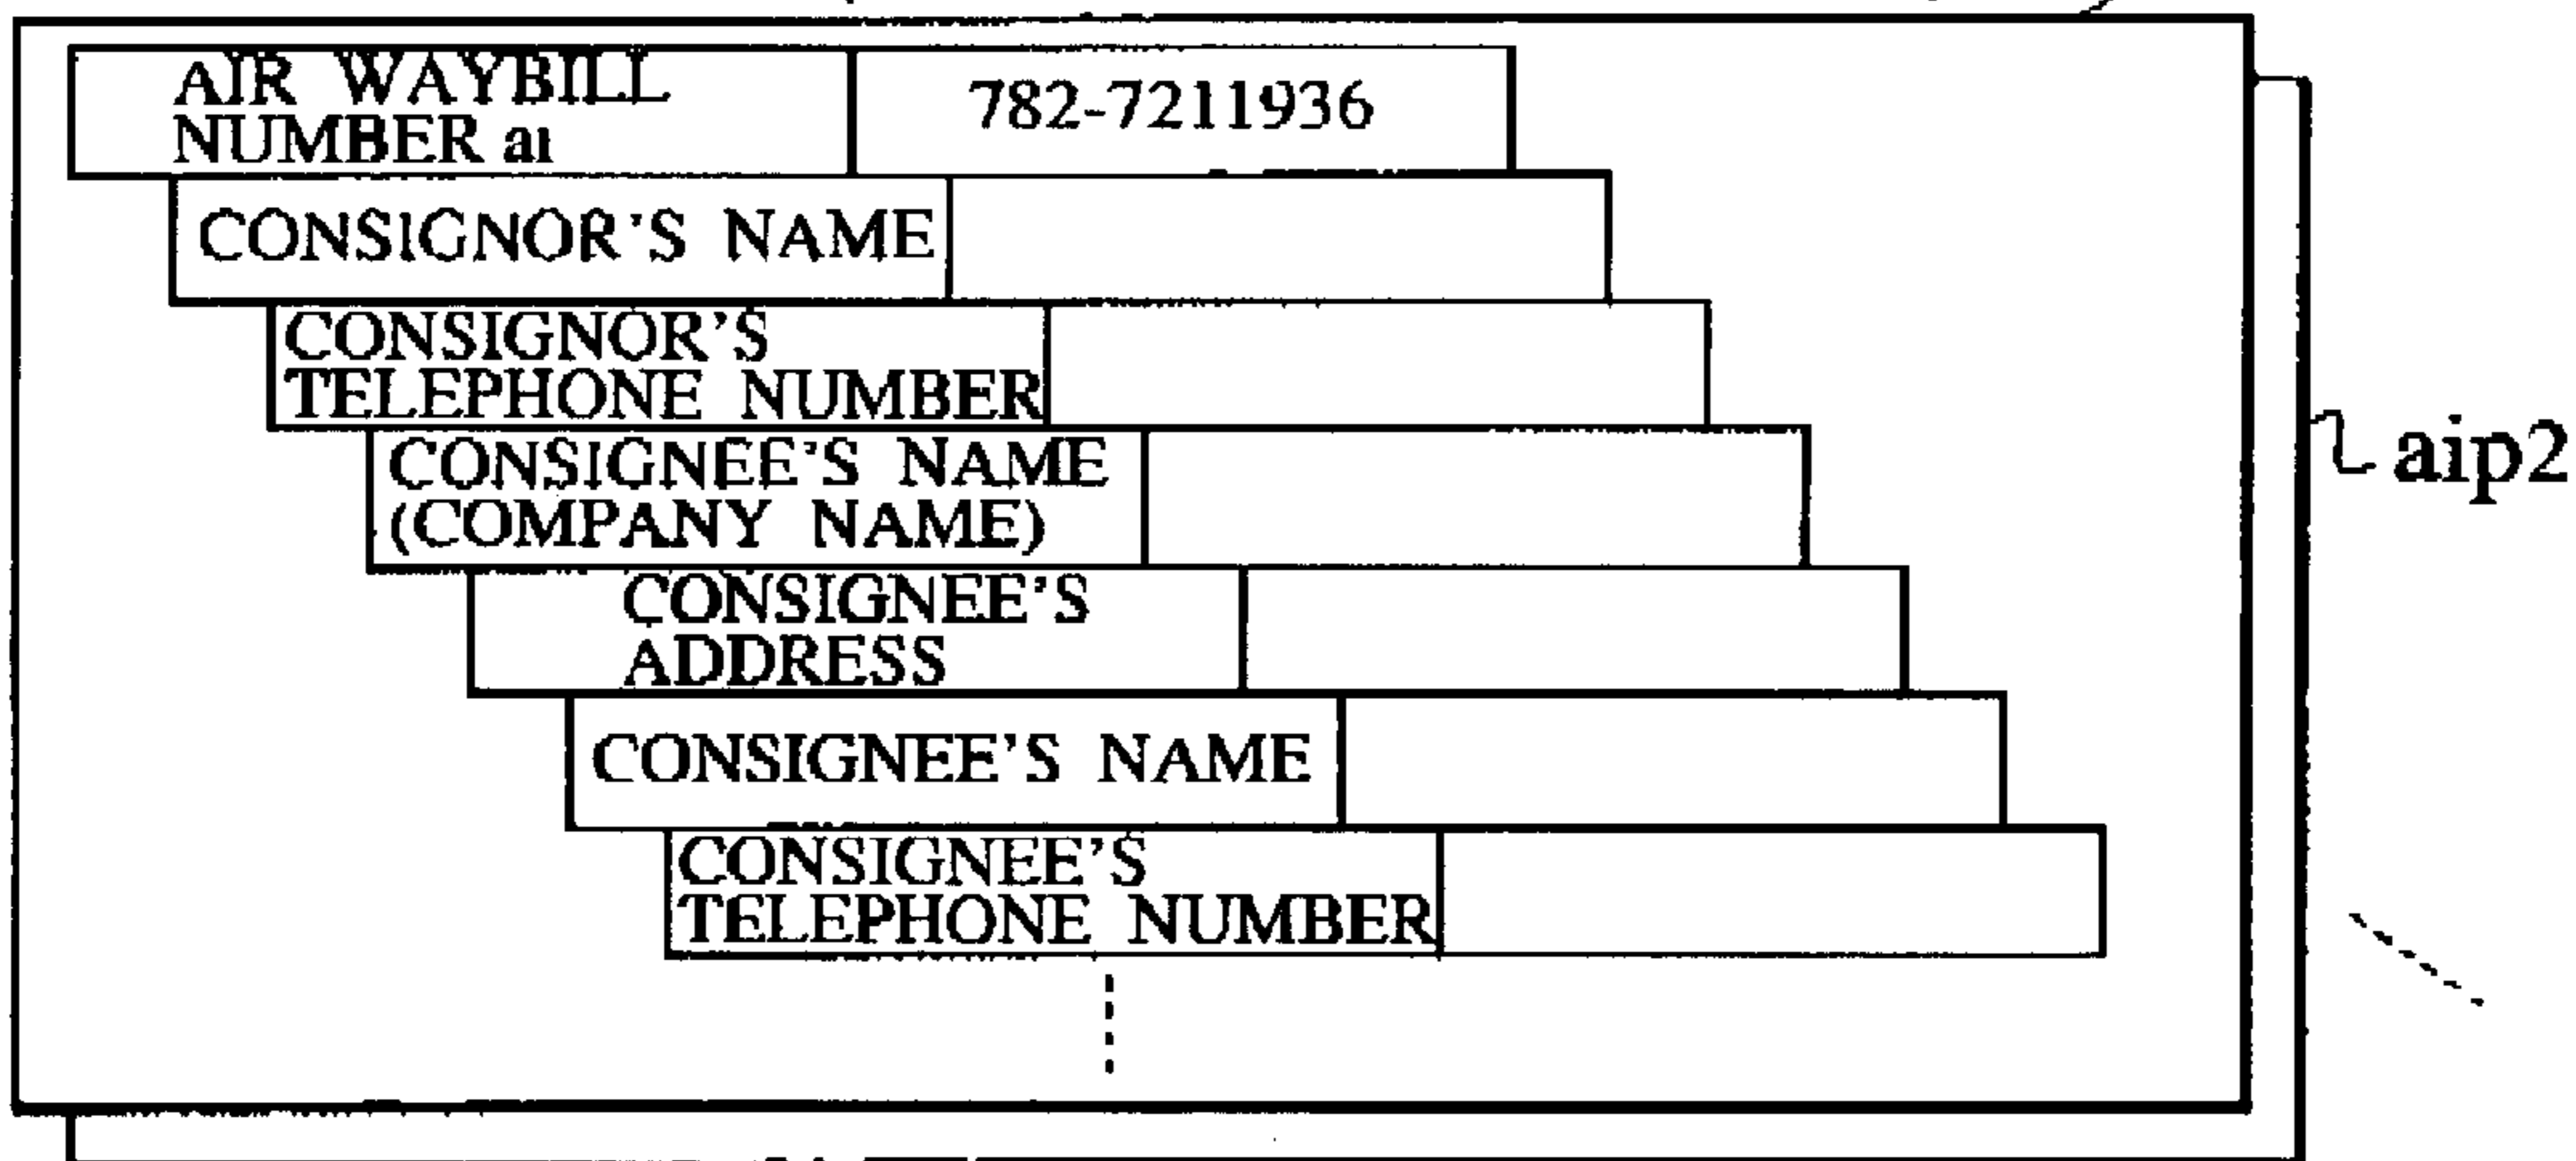 AIR WAYBILL
NUMBER a1
782-7211936
CONSIGNOR'S NAME
CONSIGNOR'S
TELEPHONE NUMBER
CONSIGNEE'S NAME
(COMPANY NAME)
aip2
CONSIGNEE'S
ADDRESS
CONSIGNEE'S NAME
CONSIGNEE'S
TELEPHONE NUMBER